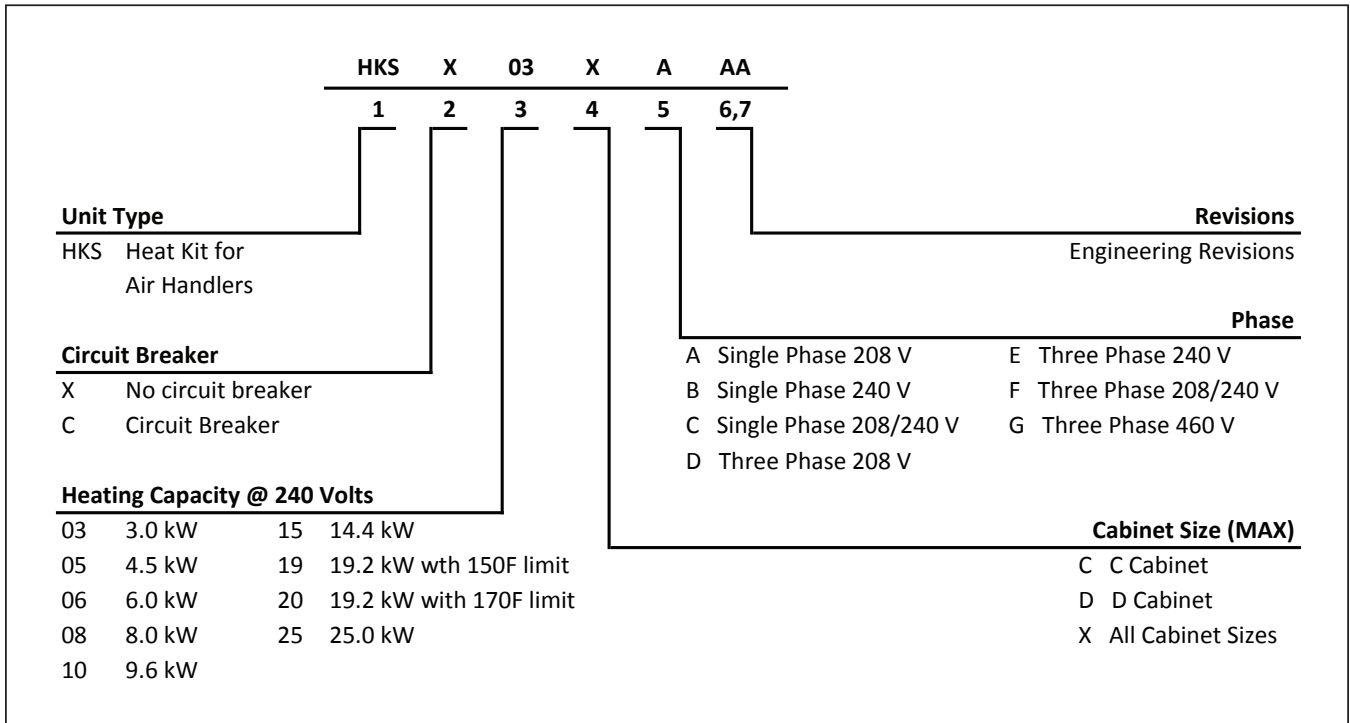 HKS X 03 X A AA
1 2 3 4 5 6,7
Unit Type
HKS Heat Kit for
Air Handlers
Circuit Breaker
X No circuit breaker
C Circuit Breaker
Heating Capacity @ 240 Volts
03 3.0 kW 15 14.4 kW
05 4.5 kW 19 19.2 kW wth 150F limit
06 6.0 kW 20 19.2 kW with 170F limit
08 8.0 kW 25 25.0 kW
10 9.6 kW
Revisions
Engineering Revisions
Phase
A Single Phase 208 V E Three Phase 240 V
B Single Phase 240 V F Three Phase 208/240 V
C Single Phase 208/240 V G Three Phase 460 V
D Three Phase 208 V
Cabinet Size (MAX)
C C Cabinet
D D Cabinet
X All Cabinet Sizes